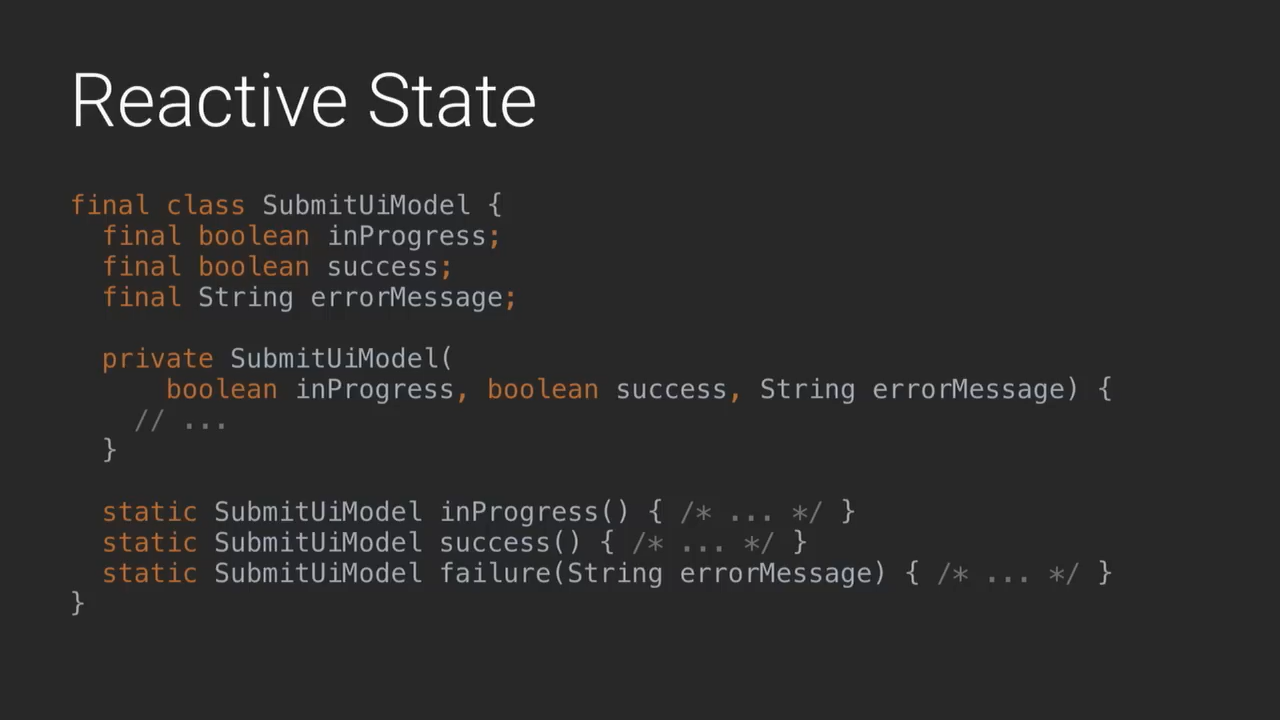 Reactive State
final class SubmitUiModel {
  final boolean inProgress;
  final boolean success;
  final String errorMessage;

  private SubmitUiModel(
      boolean inProgress, boolean success, String errorMessage) {
    // ...
  }

  static SubmitUiModel inProgress() { /* ... */ }
  static SubmitUiModel success() { /* ... */ }
  static SubmitUiModel failure(String errorMessage) { /* ... */ }
}